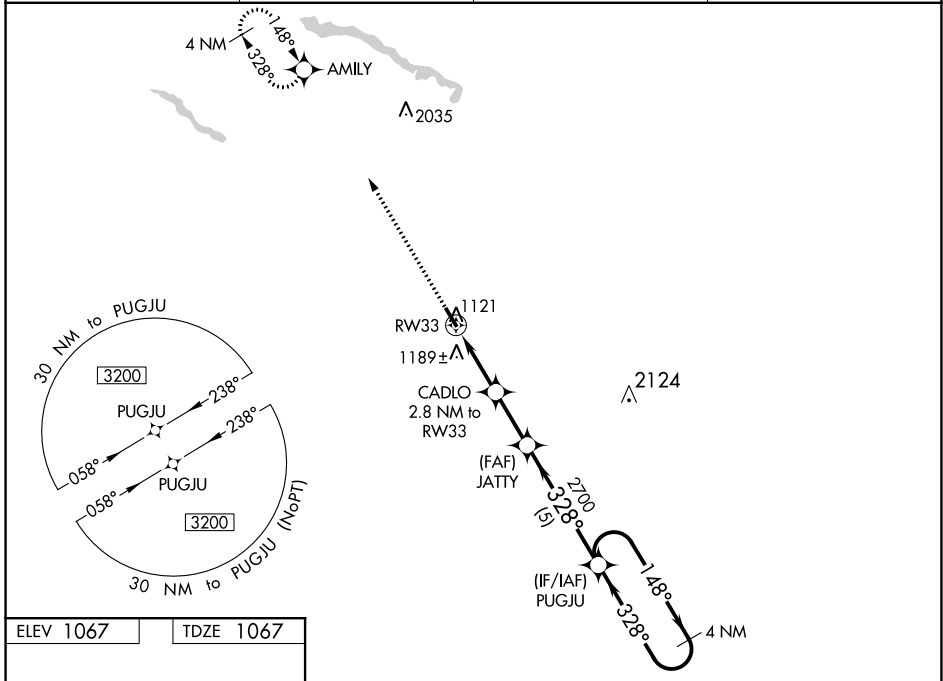 4 NM
148°
328°
AMILY
2035
1121
RW33
1189±
CADLO
2.8 NM to
RW33
2124
(FAF)
JATTY
2700
328°
(5)
(IF/IAF)
PUGJU
148°
328°
4 NM
30 NM to PUGJU
3200
238°
PUGJU
058°
238°
PUGJU
058°
3200
30 NM to PUGJU (NoPT)
ELEV 1067
TDZE 1067